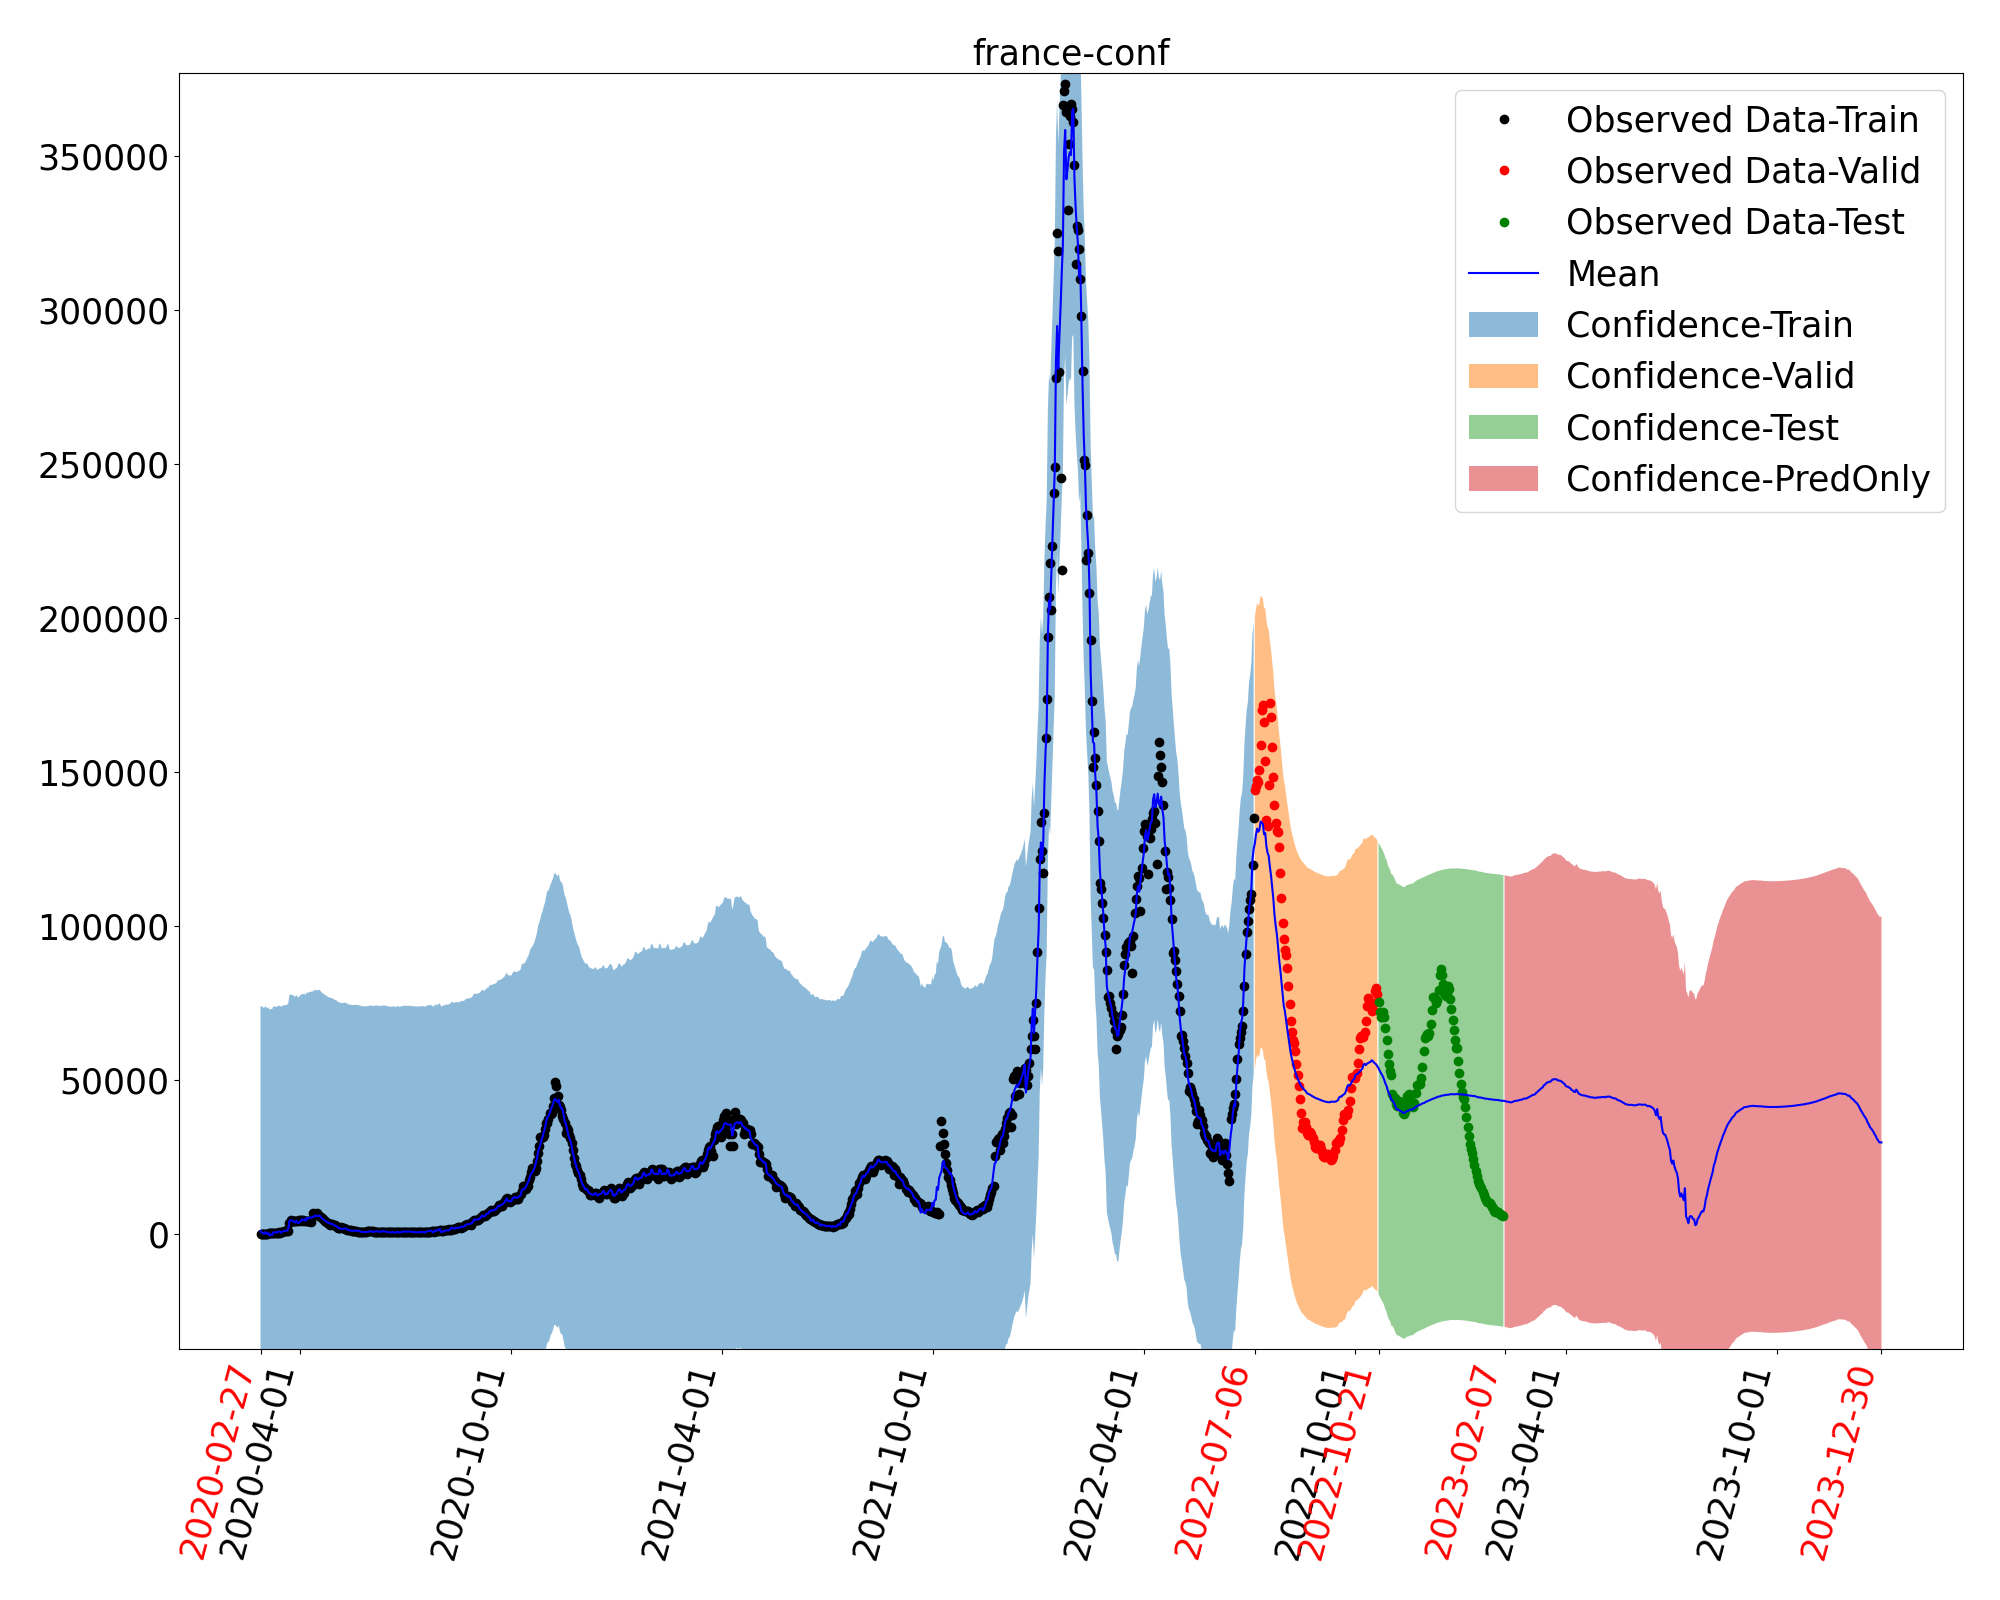 france-conf
350000
300000
250000
200000
150000
100000
50000
0
Observed Data-Train
Observed Data-Valid
Observed Data-Test
Mean
Confidence-Train
Confidence-Valid
Confidence-Test
Confidence-PredOnly
2020-02-27
2020-04-01
2020-10-01
2021-04-01
2021-10-01
2022-04-01
2022-07-06
2022-10-01
2022-10-21
2023-02-07
2023-04-01
2023-10-01
2023-12-30